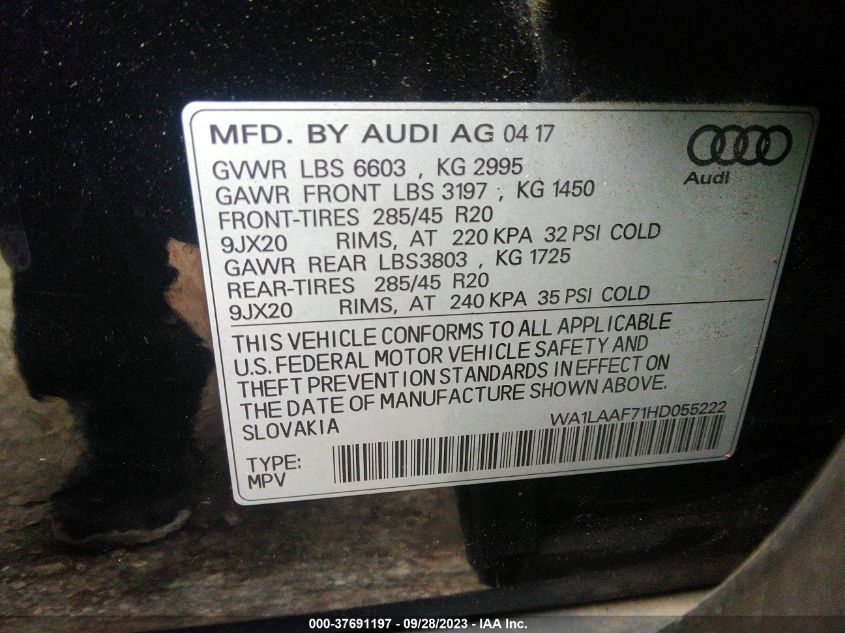 MFD. BY AUDI AG 04 17
Audi
GVWR LBS 6603 , KG 2995
GAWR FRONT LBS 3197 ; KG 1450
FRONT-TIRES 285/45 R20
9JX20 RIMS, AT 220 KPA 32 PSI COLD
GAWR REAR LBS3803 , KG 1725
REAR-TIRES 285/45 R20
9JX20 RIMS, AT 240 KPA 35 PSI COLD
THIS VEHICLE CONFORMS TO ALL APPLICABLE
U.S. FEDERAL MOTOR VEHICLE SAFETY AND
THEFT PREVENTION STANDARDS IN EFFECT ON
THE DATE OF MANUFACTURE SHOWN ABOVE.
SLOVAKIA WA1LAAF71HD055222
TYPE:
MPV
000-37691197 - 09/28/2023 - IAA Inc.